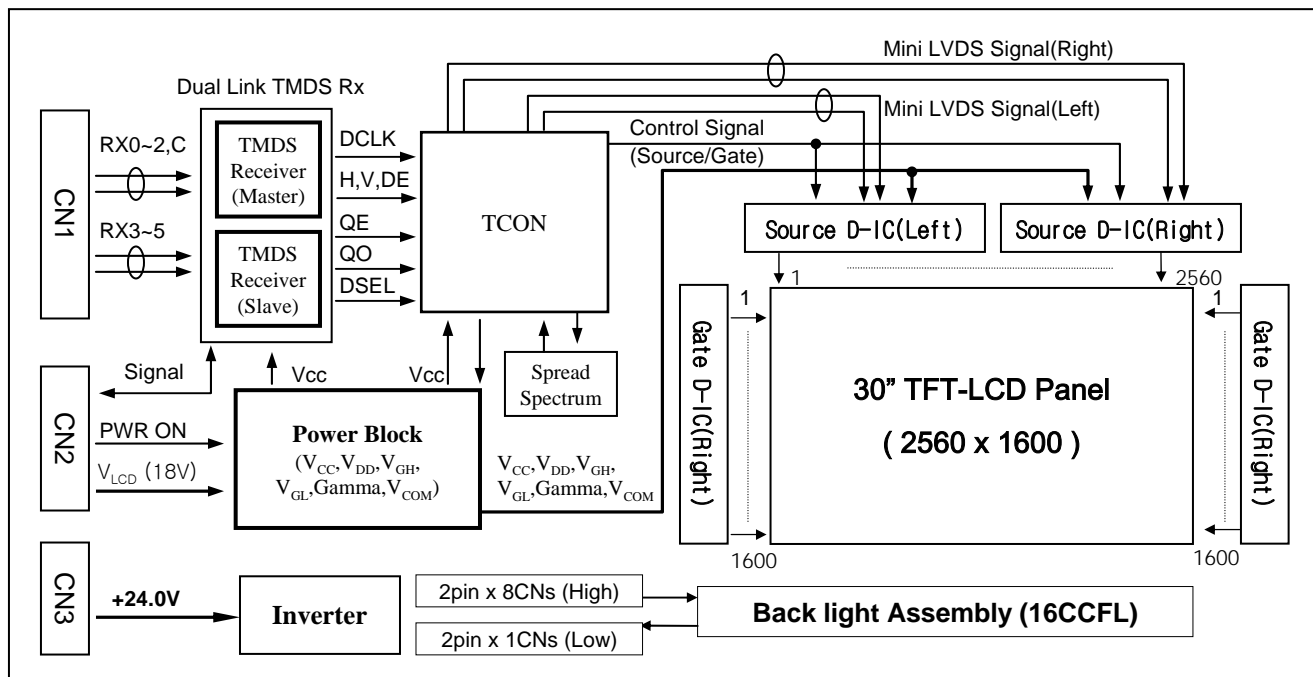 Mini LVDS Signal(Right)
Dual Link TMDS Rx
Mini LVDS Signal(Left)
CN1
RX0~2,C
TMDS
Receiver
(Master)
DCLK
H,V,DE
TCON
Control Signal
(Source/Gate)
RX3~5
TMDS
Receiver
(Slave)
QE
QO
DSEL
Source D-IC(Left)
Source D-IC(Right)
1
2560
Gate D-IC(Right)
1
1600
30” TFT-LCD Panel
( 2560 x 1600 )
1
1600
Gate D-IC(Right)
CN2
Signal
PWR ON
VLCD (18V)
Vcc
Vcc
Spread
Spectrum
Power Block
(VCC,VDD,VGH,
VGL,Gamma,VCOM)
VCC,VDD,VGH,
VGL,Gamma,VCOM
CN3
+24.0V
Inverter
2pin x 8CNs (High)
2pin x 1CNs (Low)
Back light Assembly (16CCFL)